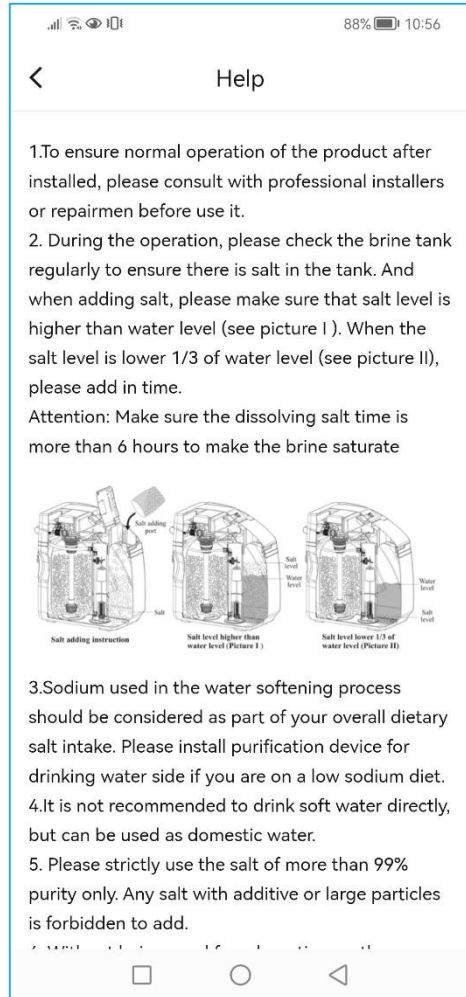 88% 10:56
Help
1.To ensure normal operation of the product after
installed, please consult with professional installers
or repairmen before use it.
2. During the operation, please check the brine tank
regularly to ensure there is salt in the tank. And
when adding salt, please make sure that salt level is
higher than water level (see picture I ). When the
salt level is lower 1/3 of water level (see picture II),
please add in time.
Attention: Make sure the dissolving salt time is
more than 6 hours to make the brine saturate
Salt adding
port
Salt
Salt adding instruction
Salt
level
Water
level
Salt level higher than
water level (Picture I )
Water
level
Salt
level
Salt level lower 1/3 of
water level (Picture II)
3.Sodium used in the water softening process
should be considered as part of your overall dietary
salt intake. Please install purification device for
drinking water side if you are on a low sodium diet.
4.It is not recommended to drink soft water directly,
but can be used as domestic water.
5. Please strictly use the salt of more than 99%
purity only. Any salt with additive or large particles
is forbidden to add.